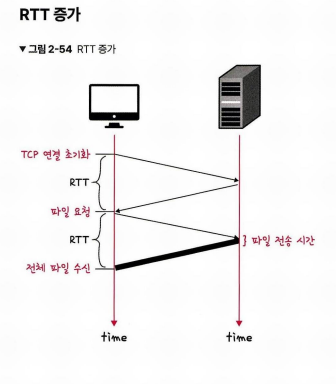 RTT 증가
▼ 그림 2-54 RTT 증가
TCP 연결 초기화
RTT
파일 요청
RTT
} 파일 전송 시간
전체 파일 수신
time
time